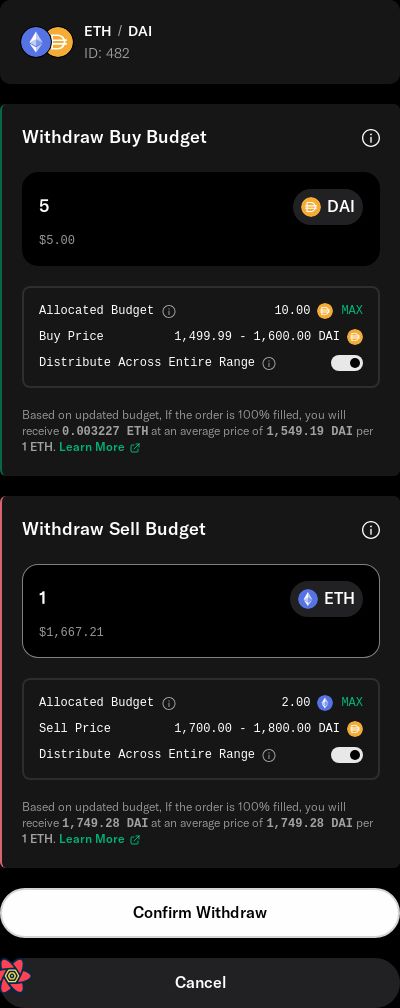 ETH / DAI
ID: 482
Withdraw Buy Budget
5 DAI
$5.00
Allocated Budget 10.00 MAX
Buy Price 1,499.99 - 1,600.00 DAI
Distribute Across Entire Range
Based on updated budget, If the order is 100% filled, you will
receive 0.003227 ETH at an average price of 1,549.19 DAI per
1 ETH. Learn More
Withdraw Sell Budget
1 ETH
$1,667.21
Allocated Budget 2.00 MAX
Sell Price 1,700.00 - 1,800.00 DAI
Distribute Across Entire Range
Based on updated budget, If the order is 100% filled, you will
receive 1,749.28 DAI at an average price of 1,749.28 DAI per
1 ETH. Learn More
Confirm Withdraw
Cancel